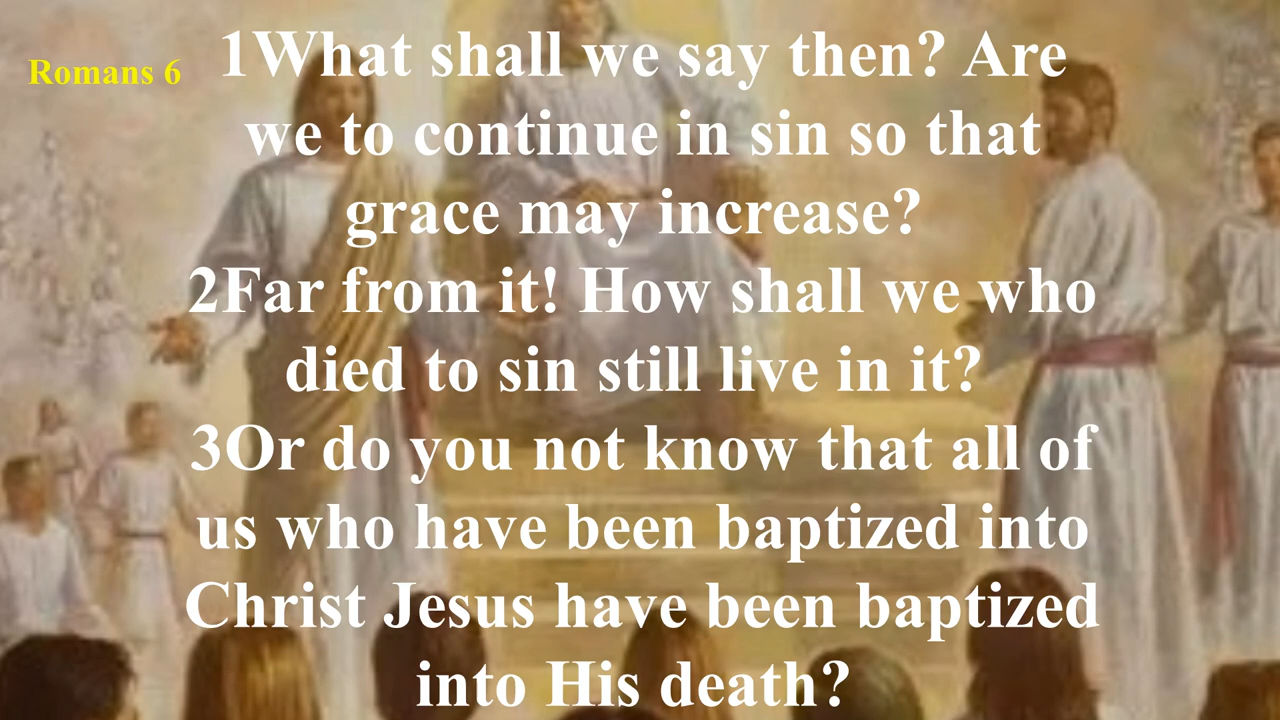 Romans 6
1What shall we say then? Are
we to continue in sin so that
grace may increase?
2Far from it! How shall we who
died to sin still live in it?
3Or do you not know that all of
us who have been baptized into
Christ Jesus have been baptized
into His death?